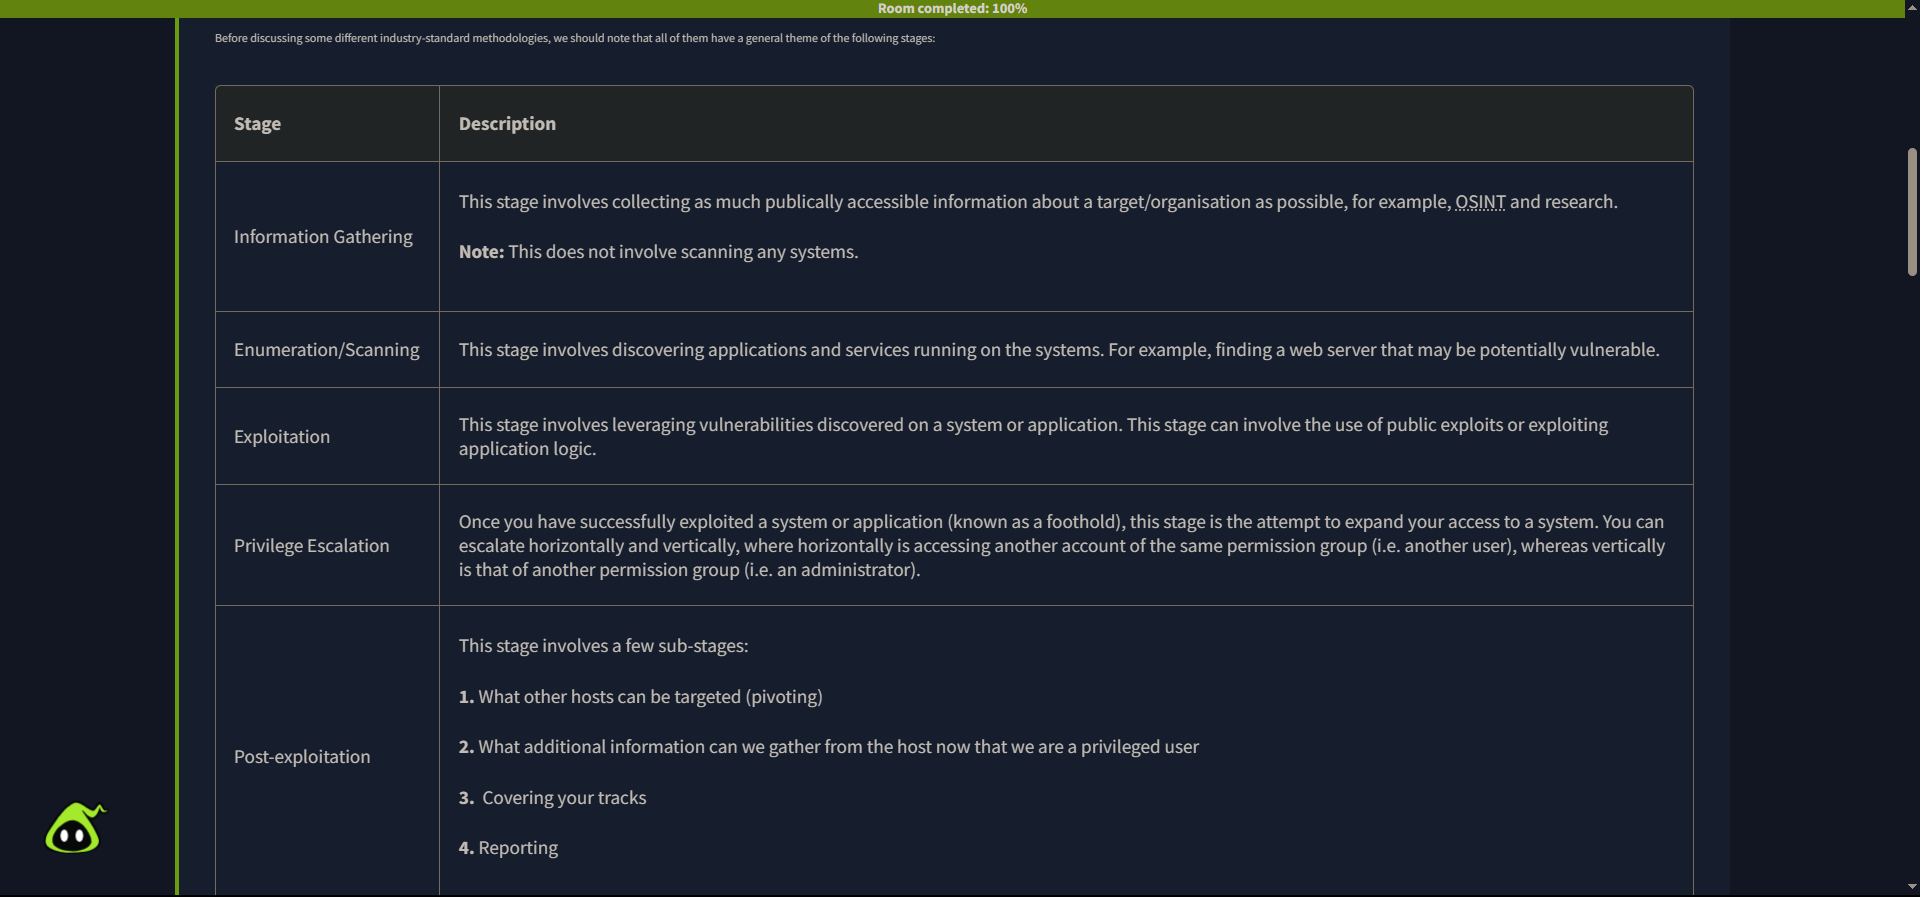 Room completed: 100%
Before discussing some different industry-standard methodologies, we should note that all of them have a general theme of the following stages:
Stage
Description
Information Gathering
This stage involves collecting as much publically accessible information about a target/organisation as possible, for example, OSINT and research.
Note: This does not involve scanning any systems.
Enumeration/Scanning
This stage involves discovering applications and services running on the systems. For example, finding a web server that may be potentially vulnerable.
Exploitation
This stage involves leveraging vulnerabilities discovered on a system or application. This stage can involve the use of public exploits or exploiting
application logic.
Privilege Escalation
Once you have successfully exploited a system or application (known as a foothold), this stage is the attempt to expand your access to a system. You can
escalate horizontally and vertically, where horizontally is accessing another account of the same permission group (i.e. another user), whereas vertically
is that of another permission group (i.e. an administrator).
Post-exploitation
This stage involves a few sub-stages:
1. What other hosts can be targeted (pivoting)
2. What additional information can we gather from the host now that we are a privileged user
3. Covering your tracks
4. Reporting